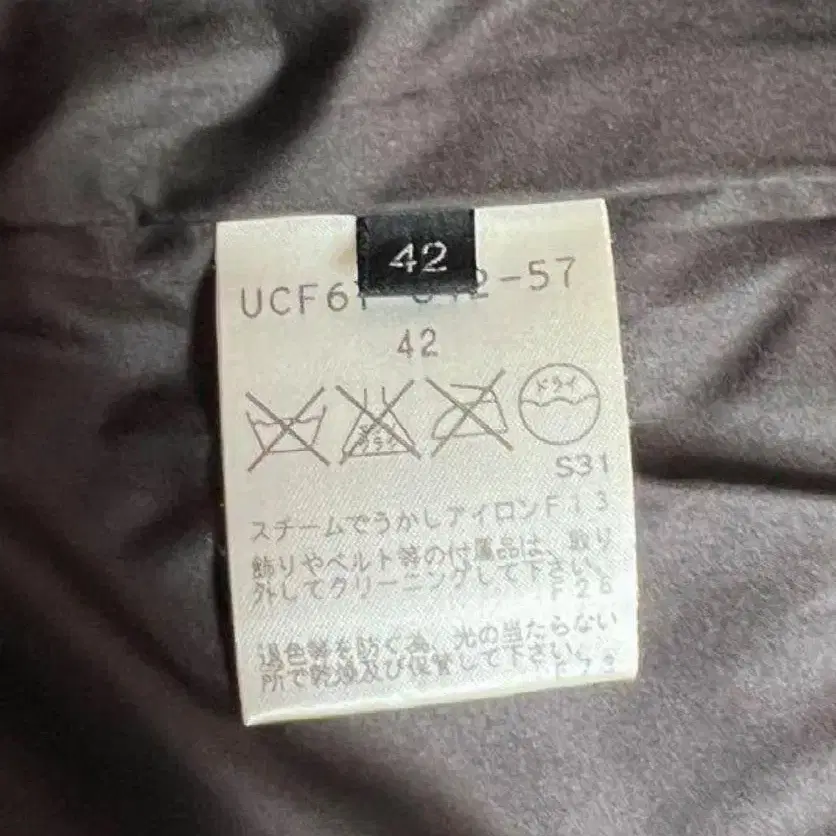 42
UCF6 -57
42
ドライ
S31
スチームでうかしアイロンF13
飾りやベルト等の付属品は、取り
外してクリーニングして下さい。
F26
退色等を防ぐ為、光の当たらない
所で乾燥及び保管して下さい。